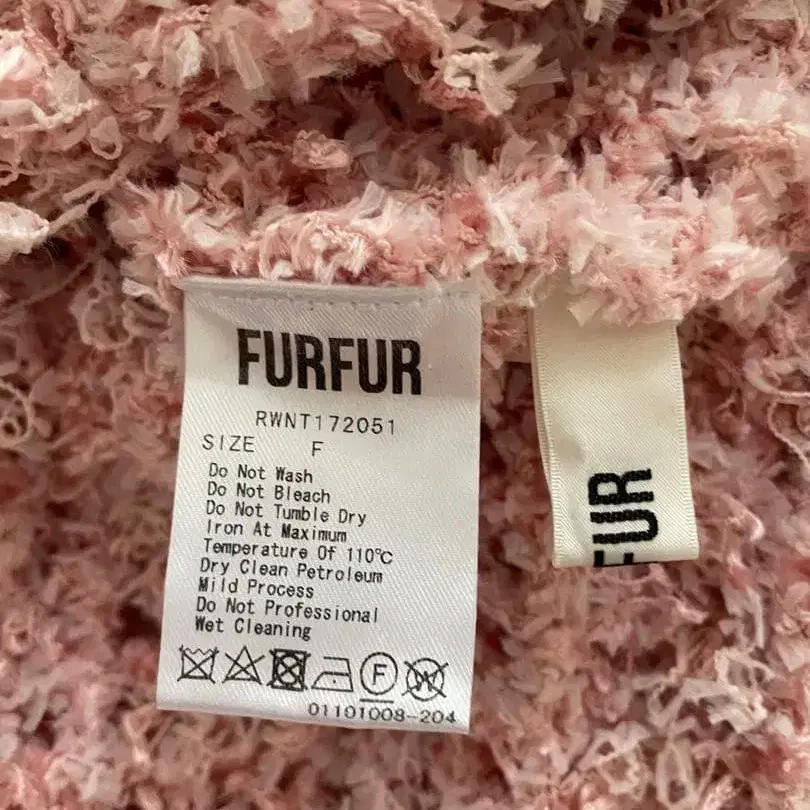 FURFUR
RWNT172051
SIZE F
Do Not Wash
Do Not Bleach
Do Not Tumble Dry
Iron At Maximum
Temperature Of 110℃
Dry Clean Petroleum
Mild Process
Do Not Professional
Wet Cleaning
F W
01101008-204
FUR